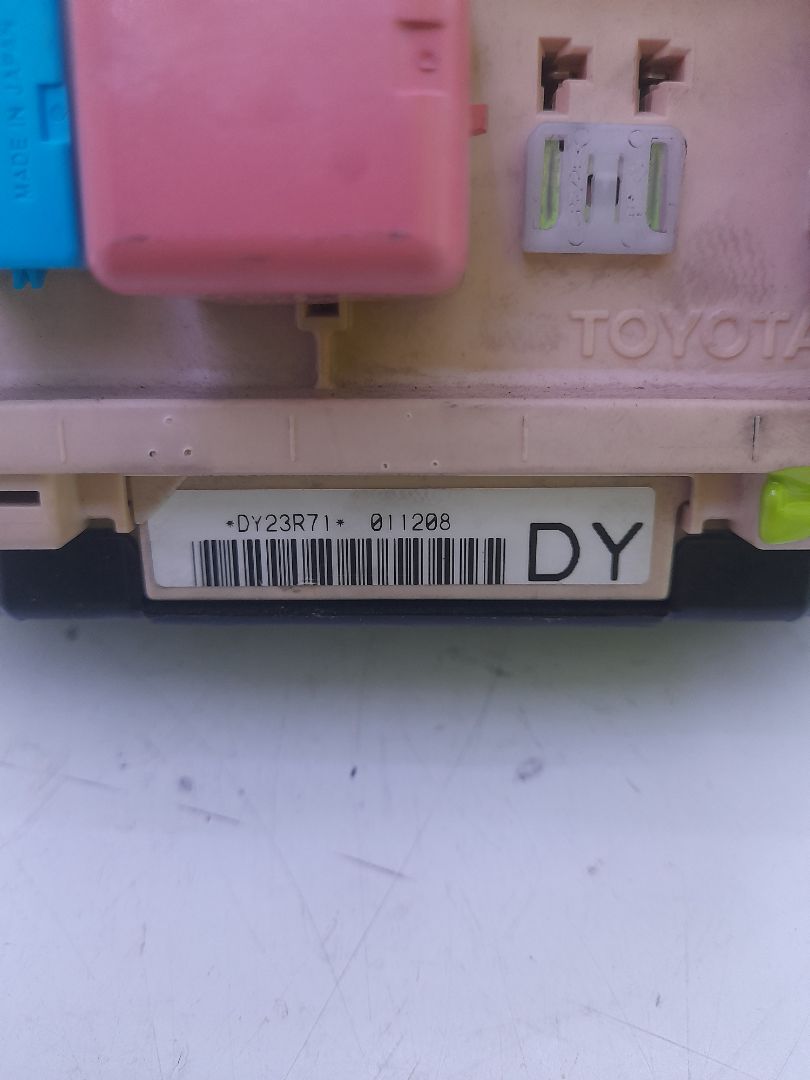 MADE IN JAPAN
TOYOTA
*DY23R71* 011208
DY